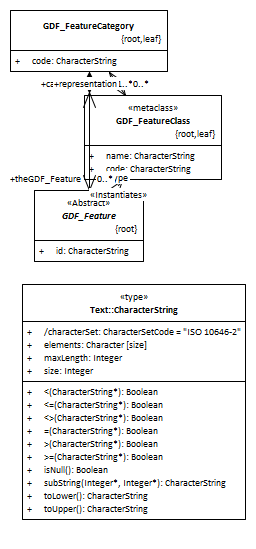 GDF_FeatureCategory
{root,leaf}
+ code: CharacterString
+representation 1..* 0..*
«metaclass»
GDF_FeatureClass
{root,leaf}
+ name: CharacterString
+ code: CharacterString
+theGDF_Feature 0..*
«Instantiates»
«Abstract»
GDF_Feature
{root}
+ id: CharacterString
«type»
Text::CharacterString
+ /characterSet: CharacterSetCode = "ISO 10646-2"
+ elements: Character [size]
+ maxLength: Integer
+ size: Integer
+ <(CharacterString*): Boolean
+ <=(CharacterString*): Boolean
+ <>(CharacterString*): Boolean
+ =(CharacterString*): Boolean
+ >(CharacterString*): Boolean
+ >=(CharacterString*): Boolean
+ isNull(): Boolean
+ subString(Integer*, Integer*): CharacterString
+ toLower(): CharacterString
+ toUpper(): CharacterString